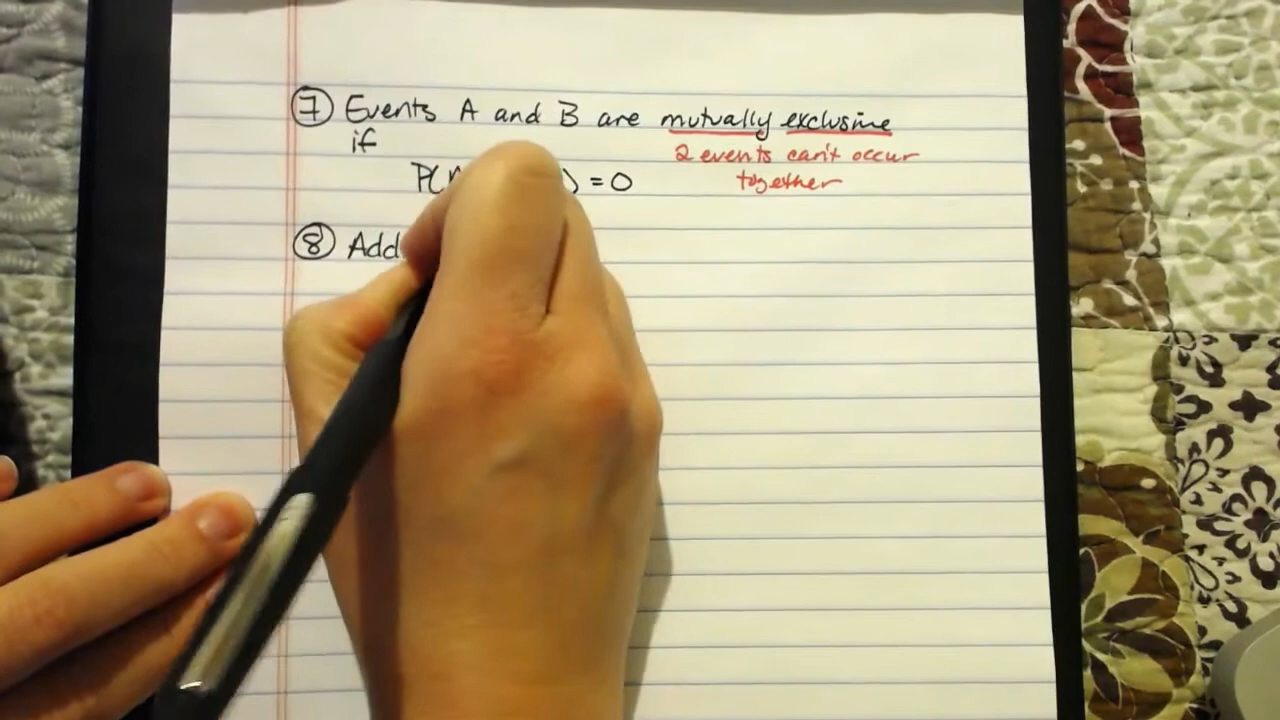 ⑦ Events A and B are mutually exclusive
if
2 events can't occur
together
P( ) = 0
⑧ Add